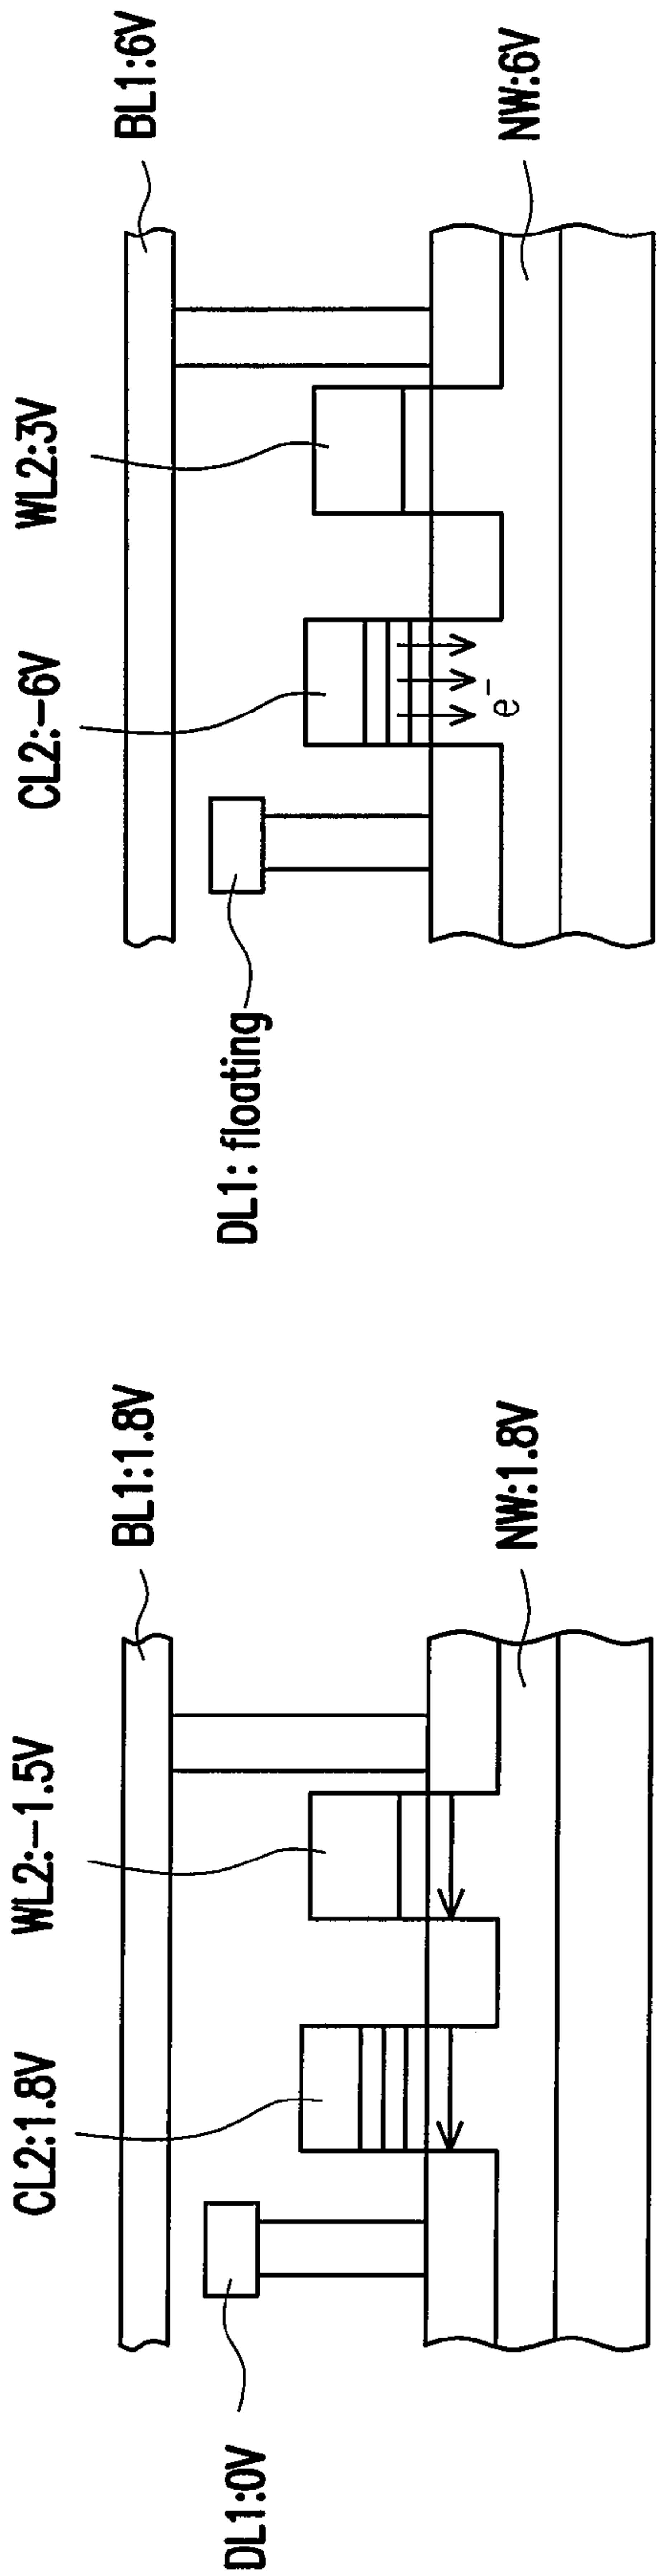 CL2:1.8V
WL2:-1.5V
BL1:1.8V
DL1:0V
NW:1.8V
CL2:-6V
WL2:3V
BL1:6V
DL1: floating
e-
NW:6V